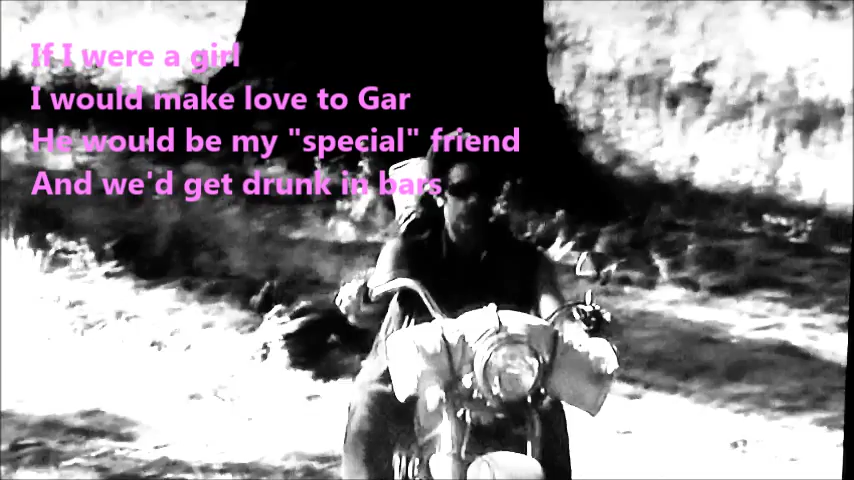 If I were a girl
I would make love to Gar
He would be my "special" friend
And we'd get drunk in bars